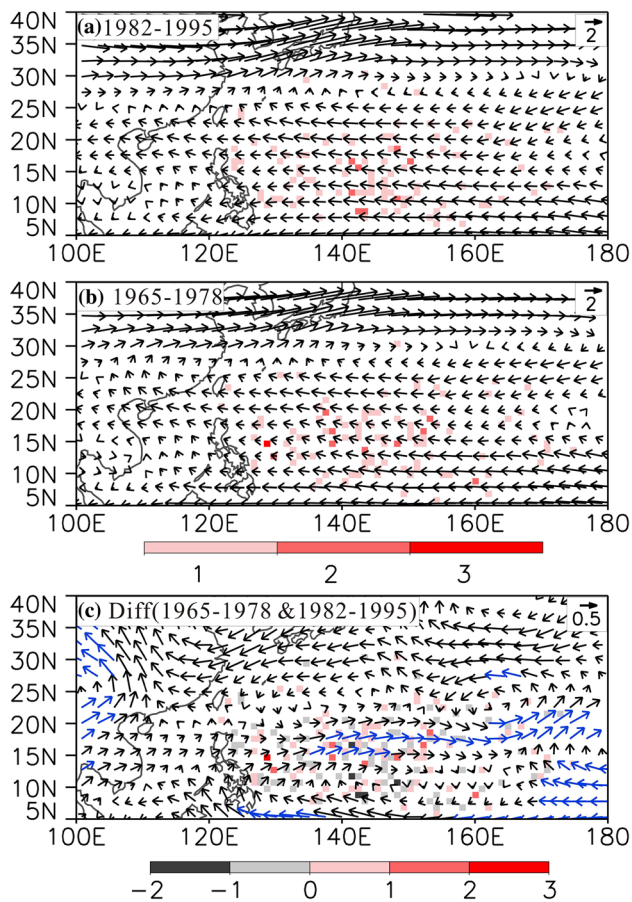 40N (a) 1982-1995
2
35N
30N
25N
20N
15N
10N
5N
100E 120E 140E 160E 180
40N
(b) 1965-1978
2
35N
30N
25N
20N
15N
10N
5N
100E 120E 140E 160E 180
1 2 3
40N (c) Diff(1965-1978 &1982-1995)
0.5
35N
30N
25N
20N
15N
10N
5N
100E 120E 140E 160E 180
−2 −1 0 1 2 3